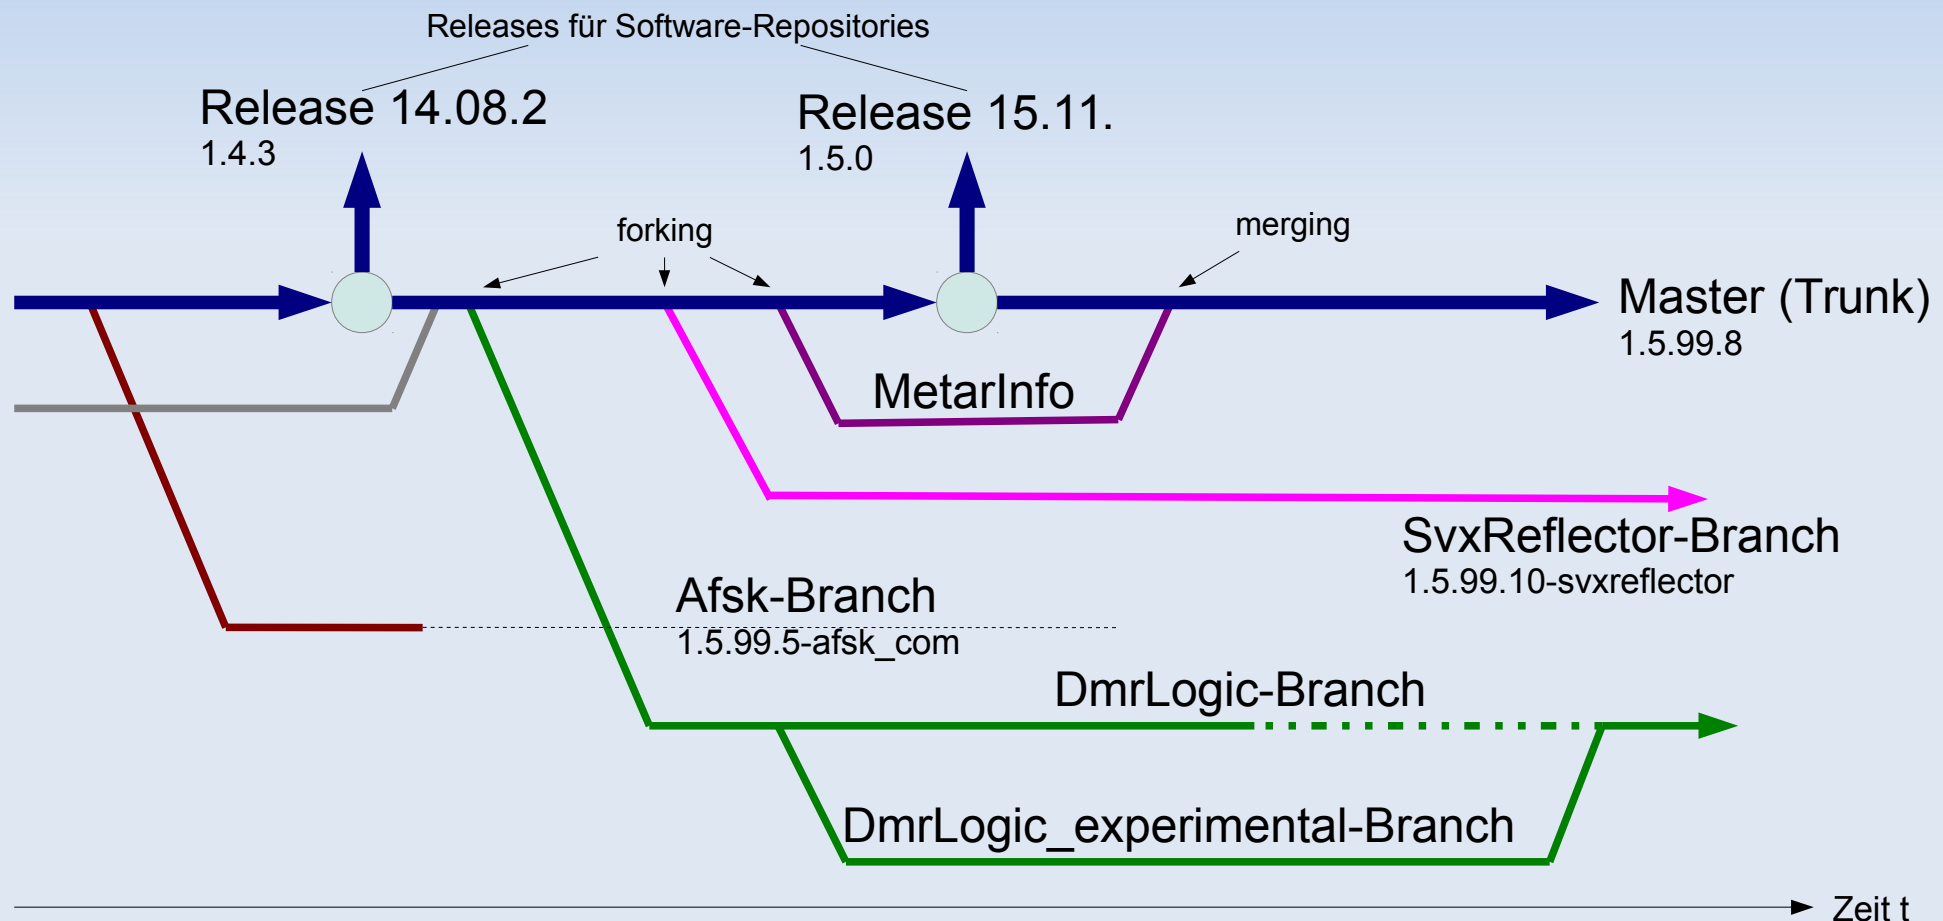 Releases für Software-Repositories
Release 14.08.2
1.4.3
Release 15.11.
1.5.0
forking
merging
Master (Trunk)
1.5.99.8
MetarInfo
SvxReflector-Branch
1.5.99.10-svxreflector
Afsk-Branch
1.5.99.5-afsk_com
DmrLogic-Branch
DmrLogic_experimental-Branch
Zeit t